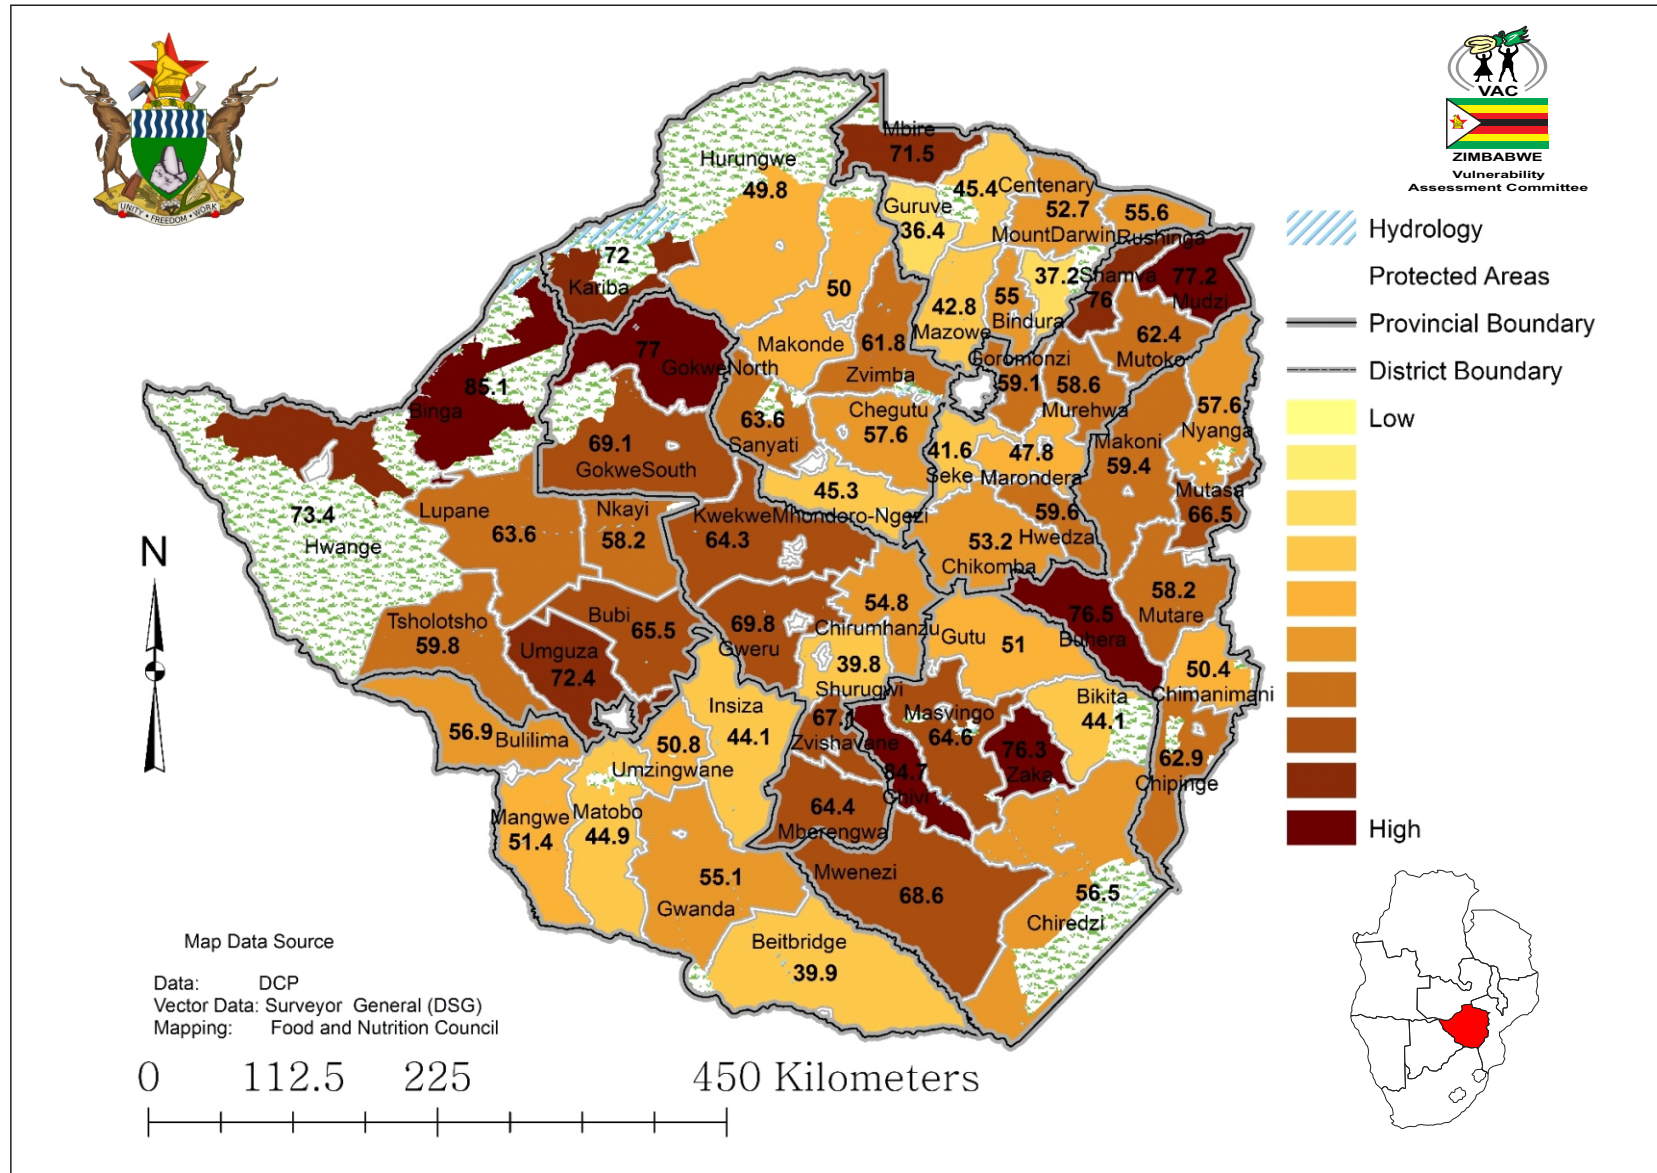 UNITY • FREEDOM • WORK
VAC
ZIMBABWE
Vulnerability
Assessment Committee
Hydrology
Protected Areas
Provincial Boundary
District Boundary
Low
High
Mbire
71.5
Hurungwe
49.8
45.4
Centenary
Guruve
36.4
52.7
MountDarwin
55.6
Rushinga
72
Kariba
50
42.8
Mazowe
55
Bindura
37.2
Shamva
76
77.2
Mudzi
77
GokweNorth
Makonde
61.8
Zvimba
Goromonzi
59.1
58.6
Murehwa
62.4
Mutoko
85.1
Binga
63.6
Sanyati
Chegutu
57.6
57.6
Nyanga
69.1
GokweSouth
41.6
Seke
47.8
Marondera
Makoni
59.4
45.3
Mhondoro-Ngezi
Mutasa
66.5
73.4
Hwange
Lupane
63.6
Nkayi
58.2
Kwekwe
64.3
59.6
Hwedza
53.2
Chikomba
Tsholotsho
59.8
Bubi
65.5
69.8
Gweru
54.8
Chirumhanzu
76.5
Buhera
58.2
Mutare
Umguza
72.4
39.8
Shurugwi
Gutu
51
50.4
Chimanimani
56.9
Bulilima
Insiza
44.1
50.8
Umzingwane
67.1
Zvishavane
Masvingo
64.6
Bikita
44.1
76.3
Zaka
84.7
Chivi
62.9
Chipinge
Mangwe
51.4
Matobo
44.9
64.4
Mberengwa
55.1
Gwanda
Mwenezi
68.6
56.5
Chiredzi
Beitbridge
39.9
N
Map Data Source
Data: DCP
Vector Data: Surveyor General (DSG)
Mapping: Food and Nutrition Council
0 112.5 225 450 Kilometers